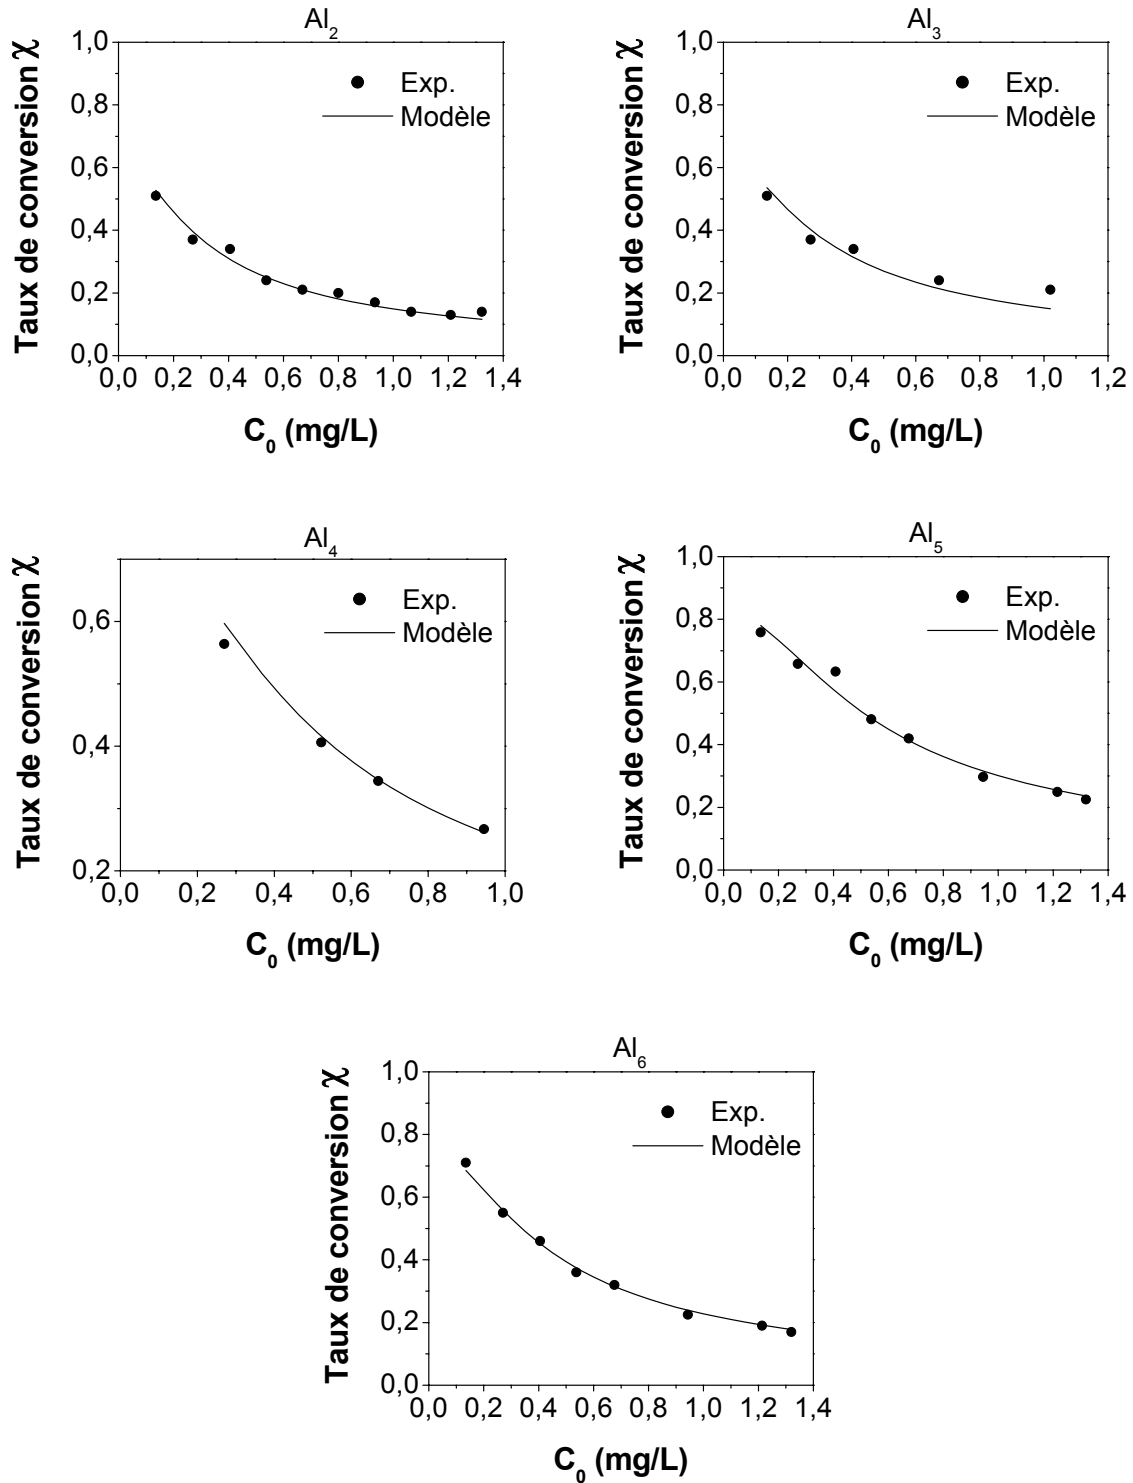 Al2
Taux de conversion χ
1,0
0,8
0,6
0,4
0,2
0,0
Exp.
Modèle
0,0 0,2 0,4 0,6 0,8 1,0 1,2 1,4
C0 (mg/L)
Al3
Taux de conversion χ
1,0
0,8
0,6
0,4
0,2
0,0
Exp.
Modèle
0,0 0,2 0,4 0,6 0,8 1,0 1,2
C0 (mg/L)
Al4
Taux de conversion χ
0,6
0,4
0,2
Exp.
Modèle
0,0 0,2 0,4 0,6 0,8 1,0
C0 (mg/L)
Al5
Taux de conversion χ
1,0
0,8
0,6
0,4
0,2
0,0
Exp.
Modèle
0,0 0,2 0,4 0,6 0,8 1,0 1,2 1,4
C0 (mg/L)
Al6
Taux de conversion χ
1,0
0,8
0,6
0,4
0,2
0,0
Exp.
Modèle
0,0 0,2 0,4 0,6 0,8 1,0 1,2 1,4
C0 (mg/L)